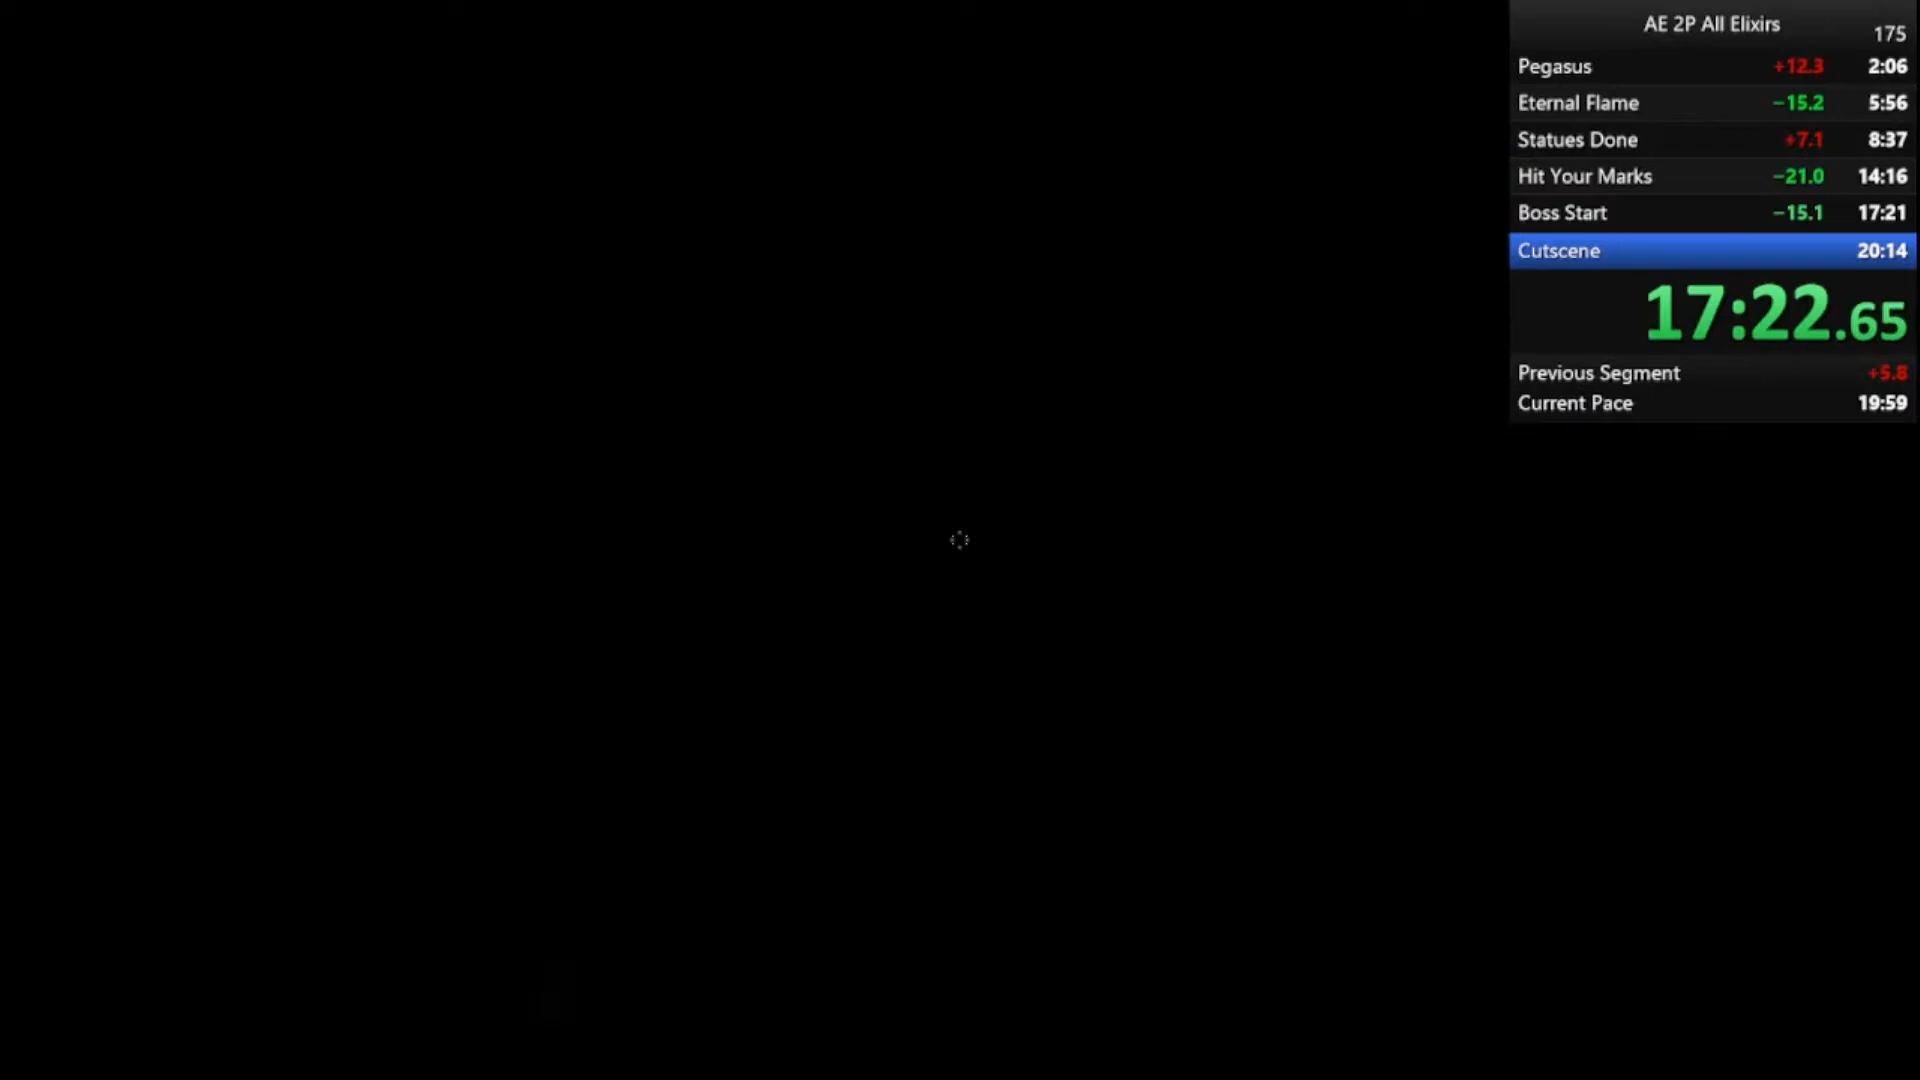 AE 2P All Elixirs
175
Pegasus +12.3 2:06
Eternal Flame −15.2 5:56
Statues Done +7.1 8:37
Hit Your Marks −21.0 14:16
Boss Start −15.1 17:21
Cutscene 20:14
17:22.65
Previous Segment +5.8
Current Pace 19:59